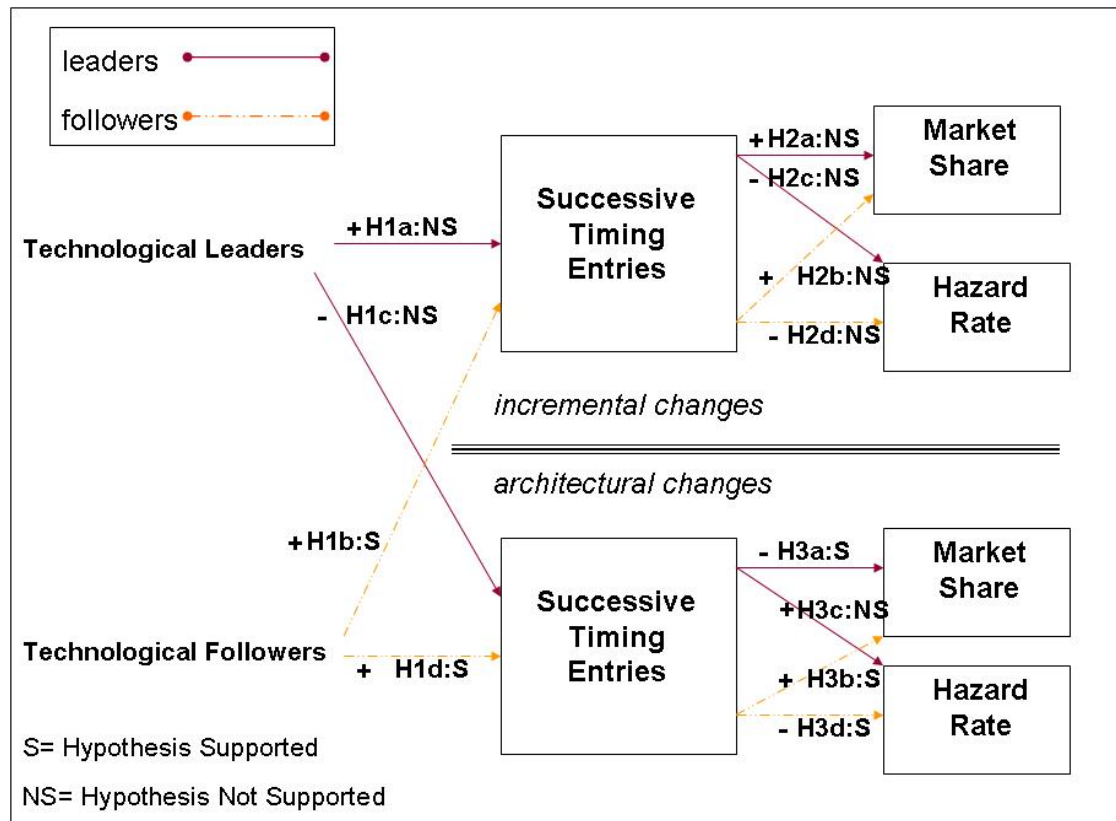 leaders
followers
Market
Share
+ H2a:NS
- H2c:NS
Successive
Timing
Entries
+H1a:NS
Technological Leaders
+ H2b:NS
Hazard
Rate
- H1c:NS
- H2d:NS
incremental changes
architectural changes
+H1b:S
- H3a:S
Market
Share
Successive
Timing
Entries
+H3c:NS
Technological Followers
+ H1d:S
+ H3b:S
Hazard
Rate
- H3d:S
S= Hypothesis Supported
NS= Hypothesis Not Supported